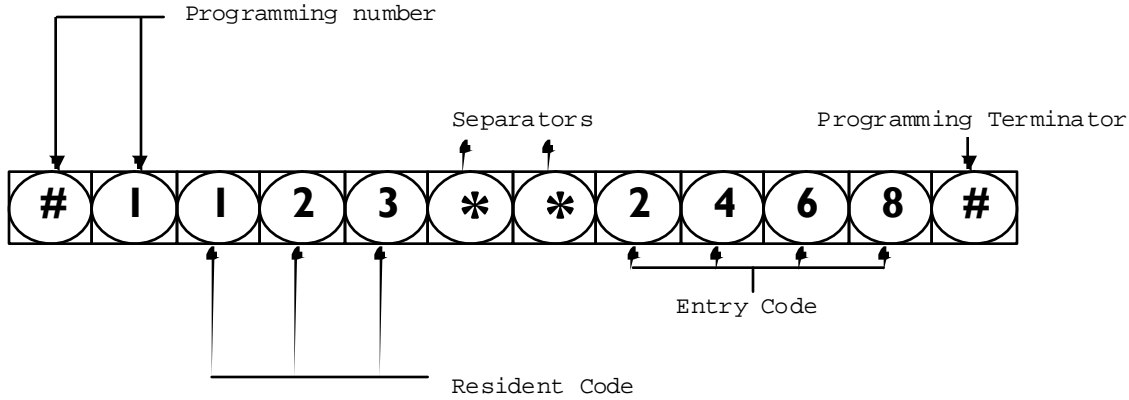 Programming number
Separators
Programming Terminator
# 1 1 2 3 * * 2 4 6 8 #
Entry Code
Resident Code